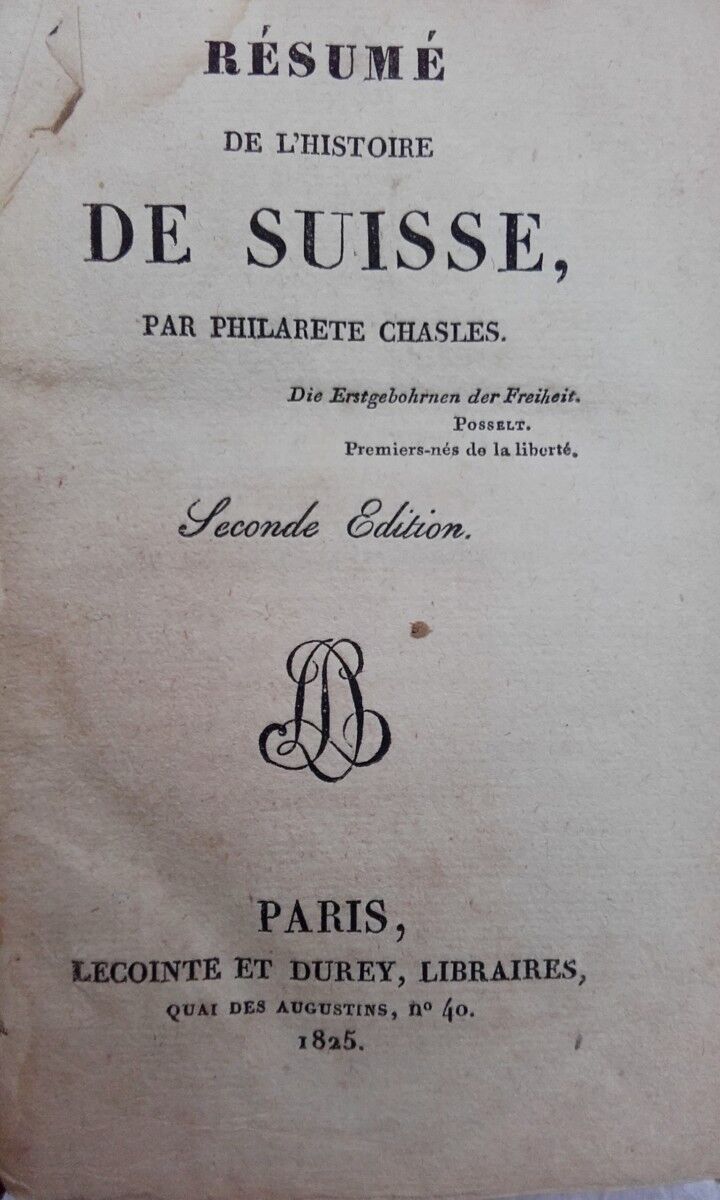 RÉSUMÉ
DE L'HISTOIRE
DE SUISSE,
PAR PHILARETE CHASLES.
Die Erstgebohrnen der Freiheit.
POSSELT.
Premiers-nés de la liberté.
Seconde Edition.
PARIS,
LECOINTE ET DUREY, LIBRAIRES,
QUAI DES AUGUSTINS, nº 40.
1825.